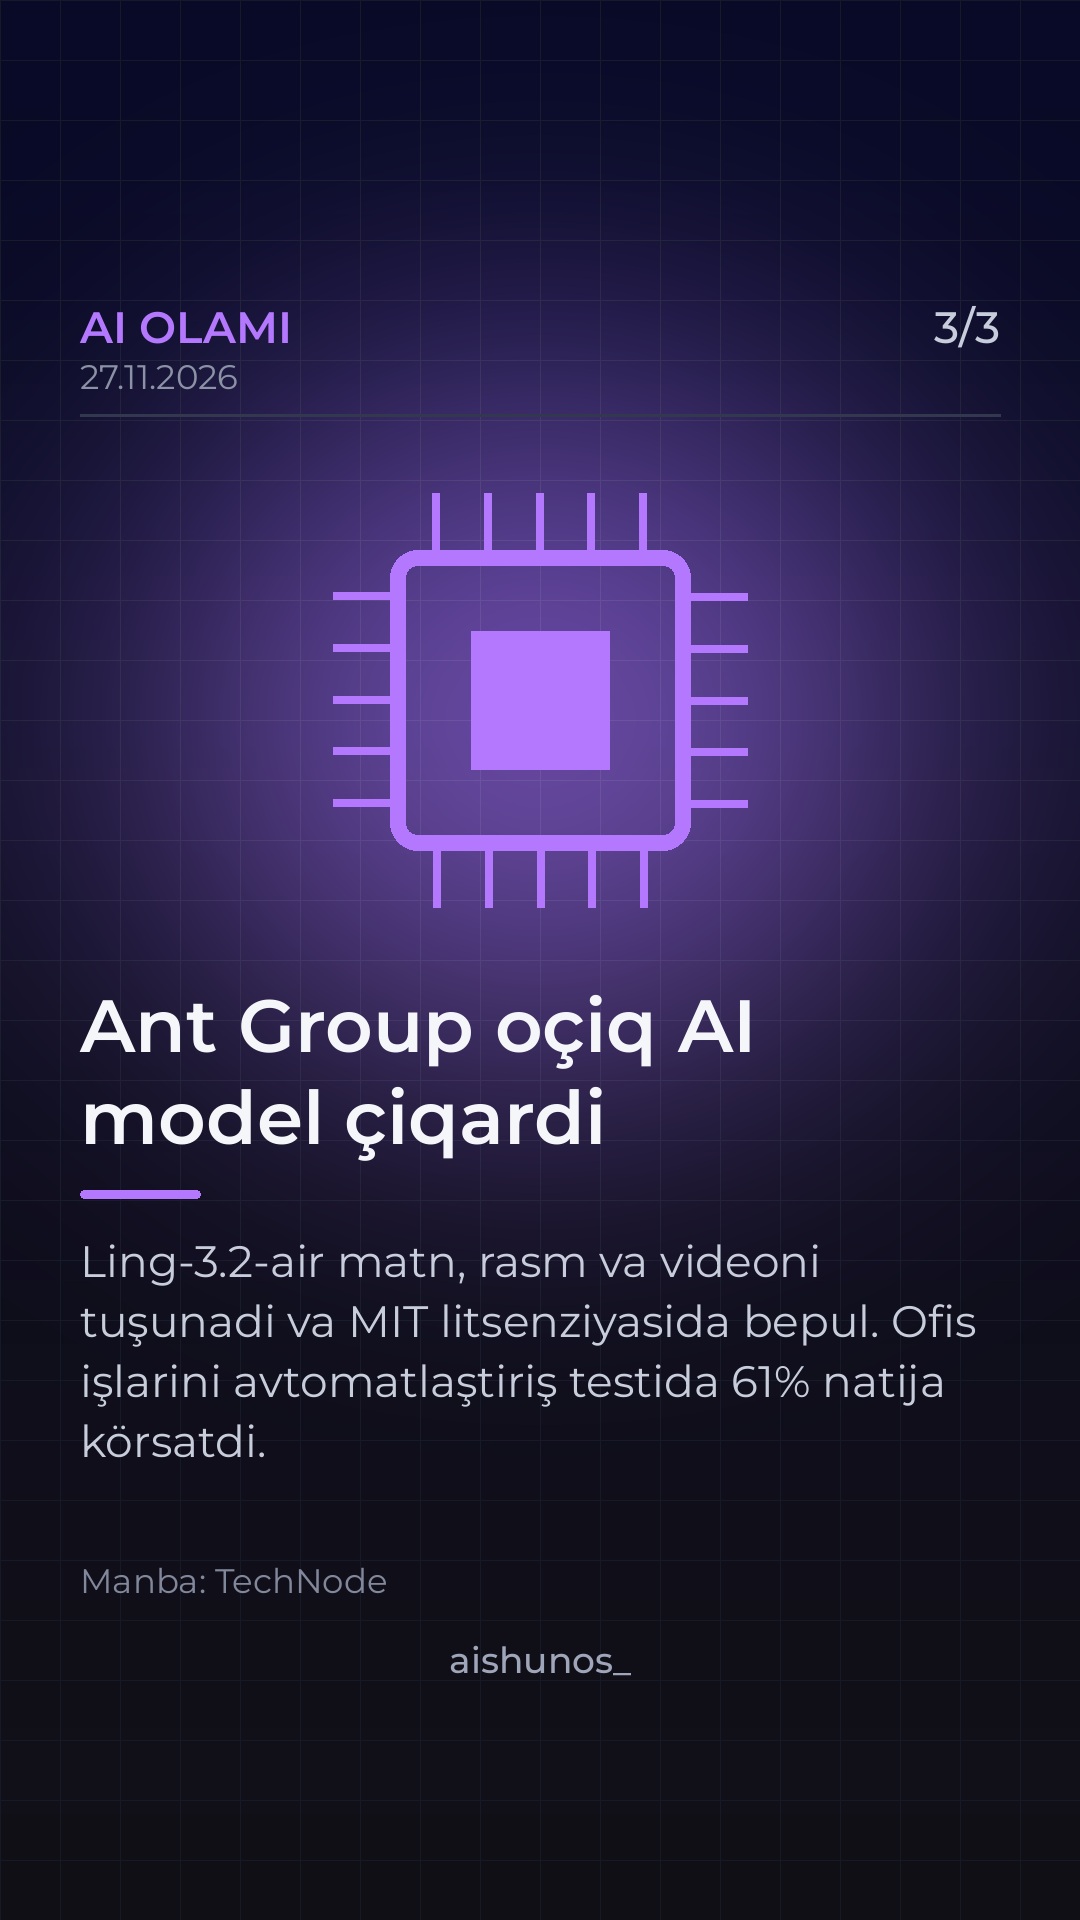 AI OLAMI
3/3
27.11.2026
Ant Group oçiq AI
model çiqardi
Ling-3.2-air matn, rasm va videoni
tuşunadi va MIT litsenziyasida bepul. Ofis
işlarini avtomatlaştiriş testida 61% natija
körsatdi.
Manba: TechNode
aishunos_